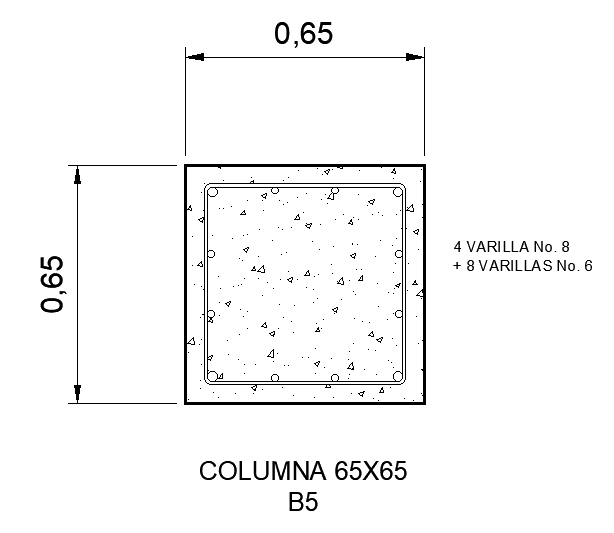 0,65
0,65
4 VARILLA No. 8
+ 8 VARILLAS No. 6
COLUMNA 65X65
B5